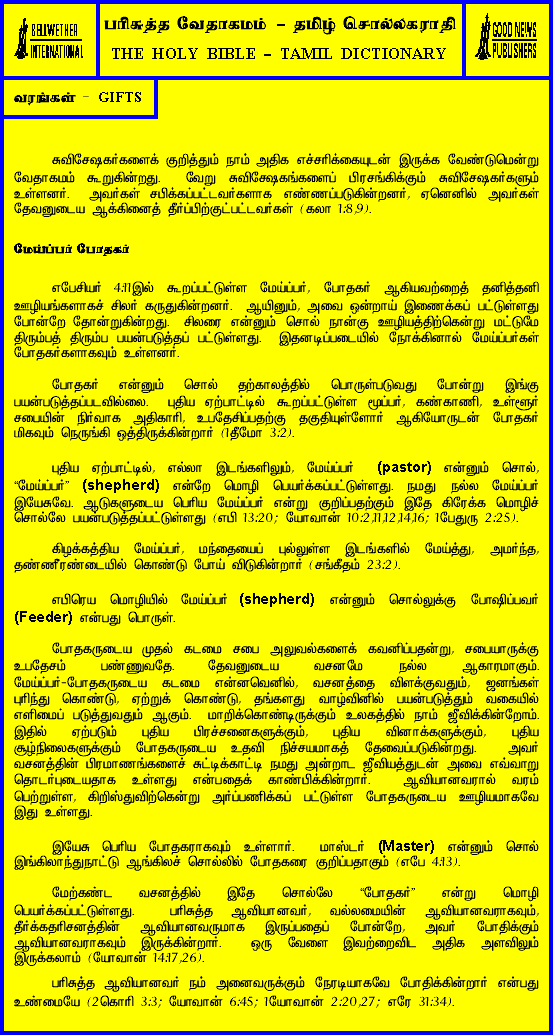 BELLWETHER
INTERNATIONAL
பரிசுத்த வேதாகமம் – தமிழ் சொல்லகராதி
THE HOLY BIBLE – TAMIL DICTIONARY
GOOD NEWS
PUBLISHERS
வரங்கள் – GIFTS
சுவிசேஷகர்களைக் குறித்தும் நாம் அதிக எச்சரிக்கையுடன் இருக்க வேண்டுமென்று
வேதாகமம் கூறுகின்றது. வேறு சுவிசேஷகங்களைப் பிரசங்கிக்கும் சுவிசேஷகர்களும்
உள்ளனர். அவர்கள் சபிக்கப்பட்டவர்களாக எண்ணப்படுகின்றனர், ஏனெனில் அவர்கள்
தேவனுடைய ஆக்கினைத் தீர்ப்பிற்குட்பட்டவர்கள் (கலா 1:8,9).
மேய்ப்பர் போதகர்
எபேசியர் 4:11இல் கூறப்பட்டுள்ள மேய்ப்பர், போதகர் ஆகியவற்றைத் தனித்தனி
ஊழியங்களாகச் சிலர் கருதுகின்றனர். ஆயினும், அவை ஒன்றாய் இணைக்கப் பட்டுள்ளது
போன்றே தோன்றுகின்றது. சிலரை என்னும் சொல் நான்கு ஊழியத்திற்கென்று மட்டுமே
திரும்பத் திரும்ப பயன்படுத்தப் பட்டுள்ளது. இதனடிப்படையில் நோக்கினால் மேய்ப்பர்கள்
போதகர்களாகவும் உள்ளனர்.
போதகர் என்னும் சொல் தற்காலத்தில் பொருள்படுவது போன்று இங்கு
பயன்படுத்தப்படவில்லை. புதிய ஏற்பாட்டில் கூறப்பட்டுள்ள மூப்பர், கண்காணி, உள்ளூர்
சபையின் நிர்வாக அதிகாரி, உபதேசிப்பதற்கு தகுதியுள்ளோர் ஆகியோருடன் போதகர்
மிகவும் நெருங்கி ஒத்திருக்கின்றார் (1தீமோ 3:2).
புதிய ஏற்பாட்டில், எல்லா இடங்களிலும், மேய்ப்பர் (pastor) என்னும் சொல்,
“மேய்ப்பர்” (shepherd) என்றே மொழி பெயர்க்கப்பட்டுள்ளது. நமது நல்ல மேய்ப்பர்
இயேசுவே. ஆடுகளுடைய பெரிய மேய்ப்பர் என்று குறிப்பதற்கும் இதே கிரேக்க மொழிச்
சொல்லே பயன்படுத்தப்பட்டுள்ளது (எபி 13:20; யோவான் 10:2,11,12,14,16; 1பேதுரு 2:25).
கிழக்கத்திய மேய்ப்பர், மந்தையைப் புல்லுள்ள இடங்களில் மேய்த்து, அமர்ந்த,
தண்ணீரண்டையில் கொண்டு போய் விடுகின்றார் (சங்கீதம் 23:2).
எபிரெய மொழியில் மேய்ப்பர் (shepherd) என்னும் சொல்லுக்கு போஷிப்பவர்
(Feeder) என்பது பொருள்.
போதகருடைய முதல் கடமை சபை அலுவல்களைக் கவனிப்பதன்று, சபையாருக்கு
உபதேசம் பண்ணுவதே. தேவனுடைய வசனமே நல்ல ஆகாரமாகும்.
மேய்ப்பர்-போதகருடைய கடமை என்னவெனில், வசனத்தை விளக்குவதும், ஜனங்கள்
புரிந்து கொண்டு, ஏற்றுக் கொண்டு, தங்களது வாழ்வினில் பயன்படுத்தும் வகையில்
எளிமைப் படுத்துவதும் ஆகும். மாறிக்கொண்டிருக்கும் உலகத்தில் நாம் ஜீவிக்கின்றோம்.
இதில் ஏற்படும் புதிய பிரச்சனைகளுக்கும், புதிய வினாக்களுக்கும், புதிய
சூழ்நிலைகளுக்கும் போதகருடைய உதவி நிச்சயமாகத் தேவைப்படுகின்றது. அவர்
வசனத்தின் பிரமாணங்களைச் சுட்டிக்காட்டி நமது அன்றாட ஜீவியத்துடன் அவை எவ்வாறு
தொடர்புடையதாக உள்ளது என்பதைக் காண்பிக்கின்றார். ஆவியானவரால் வரம்
பெற்றுள்ள, கிறிஸ்துவிற்கென்று அர்ப்பணிக்கப் பட்டுள்ள போதகருடைய ஊழியமாகவே
இது உள்ளது.
இயேசு பெரிய போதகராகவும் உள்ளார். மாஸ்டர் (Master) என்னும் சொல்
இங்கிலாந்துநாட்டு ஆங்கிலச் சொல்லில் போதகரை குறிப்பதாகும் (எபே 4:13).
மேற்கண்ட வசனத்தில் இதே சொல்லே “போதகர்” என்று மொழி
பெயர்க்கப்பட்டுள்ளது. பரிசுத்த ஆவியானவர், வல்லமையின் ஆவியானவராகவும்,
தீர்க்கதரிசனத்தின் ஆவியானவருமாக இருப்பதைப் போன்றே, அவர் போதிக்கும்
ஆவியானவராகவும் இருக்கின்றார். ஒரு வேளை இவற்றைவிட அதிக அளவிலும்
இருக்கலாம் (யோவான் 14:17,26).
பரிசுத்த ஆவியானவர் நம் அனைவருக்கும் நேரடியாகவே போதிக்கின்றார் என்பது
உண்மையே (2கொரி 3:3; யோவான் 6:45; 1யோவான் 2:20,27; எரே 31:34).